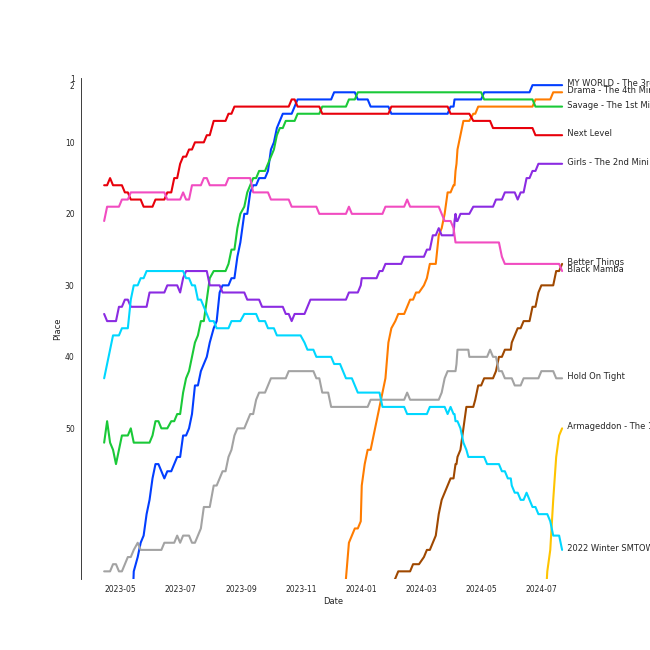 1
2
10
20
30
40
50
Place
MY WORLD - The 3r
Drama - The 4th Mi
Savage - The 1st Mi
Next Level
Girls - The 2nd Mini
Better Things
Black Mamba
Hold On Tight
Armageddon - The 1
2022 Winter SMTOW
2023-05
2023-07
2023-09
2023-11
2024-01
2024-03
2024-05
2024-07
Date